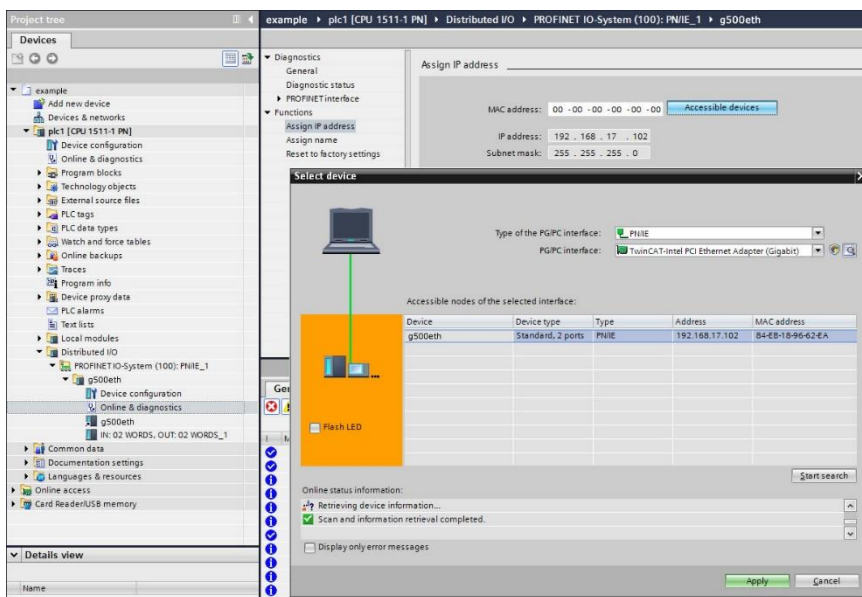 Project tree
example ▸ plc1 [CPU 1511-1 PN] ▸ Distributed I/O ▸ PROFINET IO-System (100): PN/IE_1 ▸ g500eth
Devices
example
Add new device
Devices & networks
plc1 [CPU 1511-1 PN]
Device configuration
Online & diagnostics
Program blocks
Technology objects
External source files
PLC tags
PLC data types
Watch and force tables
Online backups
Traces
Program info
Device proxy data
PLC alarms
Text lists
Local modules
Distributed I/O
PROFINET IO-System (100): PN/IE_1
g500eth
Device configuration
Online & diagnostics
g500eth
IN: 02 WORDS, OUT: 02 WORDS_1
Common data
Documentation settings
Languages & resources
Online access
Card Reader/USB memory
Details view
Name
Diagnostics
General
Diagnostic status
PROFINET interface
Functions
Assign IP address
Assign name
Reset to factory settings
Assign IP address
MAC address: 00 -00 -00 -00 -00 -00 Accessible devices
IP address: 192 . 168 . 17 . 102
Subnet mask: 255 . 255 . 255 . 0
Select device
Type of the PG/PC interface: PN/IE
PG/PC interface: TwinCAT-Intel PCI Ethernet Adapter (Gigabit)
Accessible nodes of the selected interface:
Device Device type Type Address MAC address
g500eth Standard, 2 ports PN/IE 192.168.17.102 84-EB-18-96-62-EA
Flash LED
Start search
Online status information:
Retrieving device information...
Scan and information retrieval completed.
Display only error messages
Apply Cancel